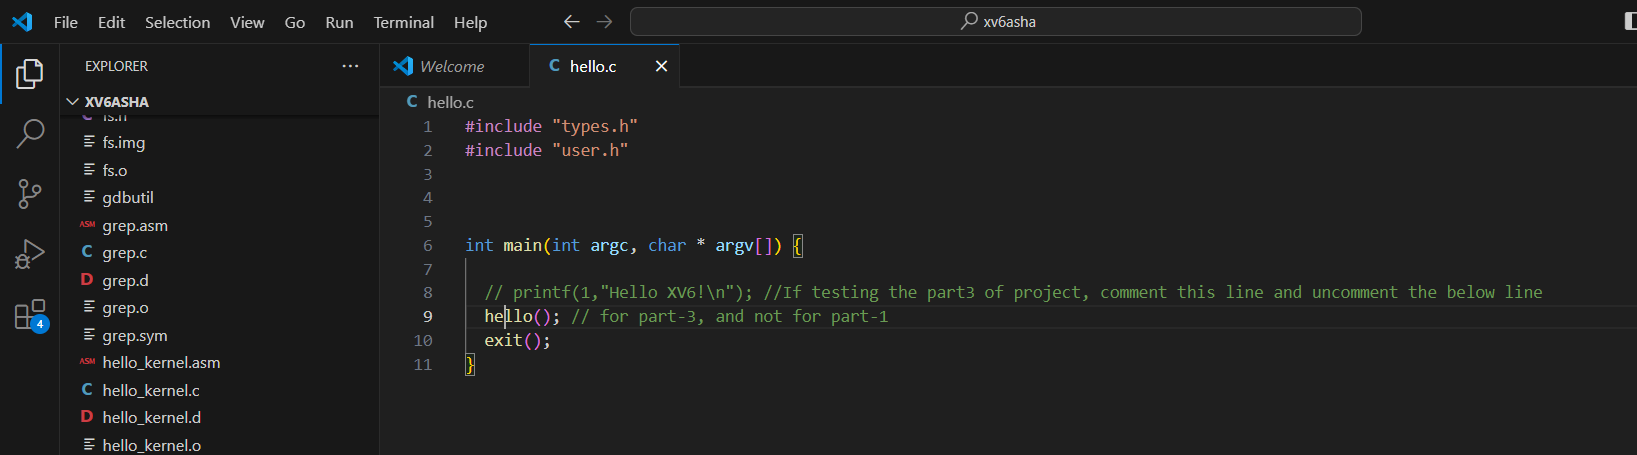 File Edit Selection View Go Run Terminal Help
xv6asha
EXPLORER
XV6ASHA
fs.h
fs.img
fs.o
gdbutil
ASM grep.asm
C grep.c
D grep.d
grep.o
grep.sym
ASM hello_kernel.asm
C hello_kernel.c
D hello_kernel.d
hello_kernel.o
4
Welcome
C hello.c
C hello.c
1 #include "types.h"
2 #include "user.h"
3
4
5
6 int main(int argc, char * argv[]) {
7
8 // printf(1,"Hello XV6!\n"); //If testing the part3 of project, comment this line and uncomment the below line
9 hello(); // for part-3, and not for part-1
10 exit();
11 }